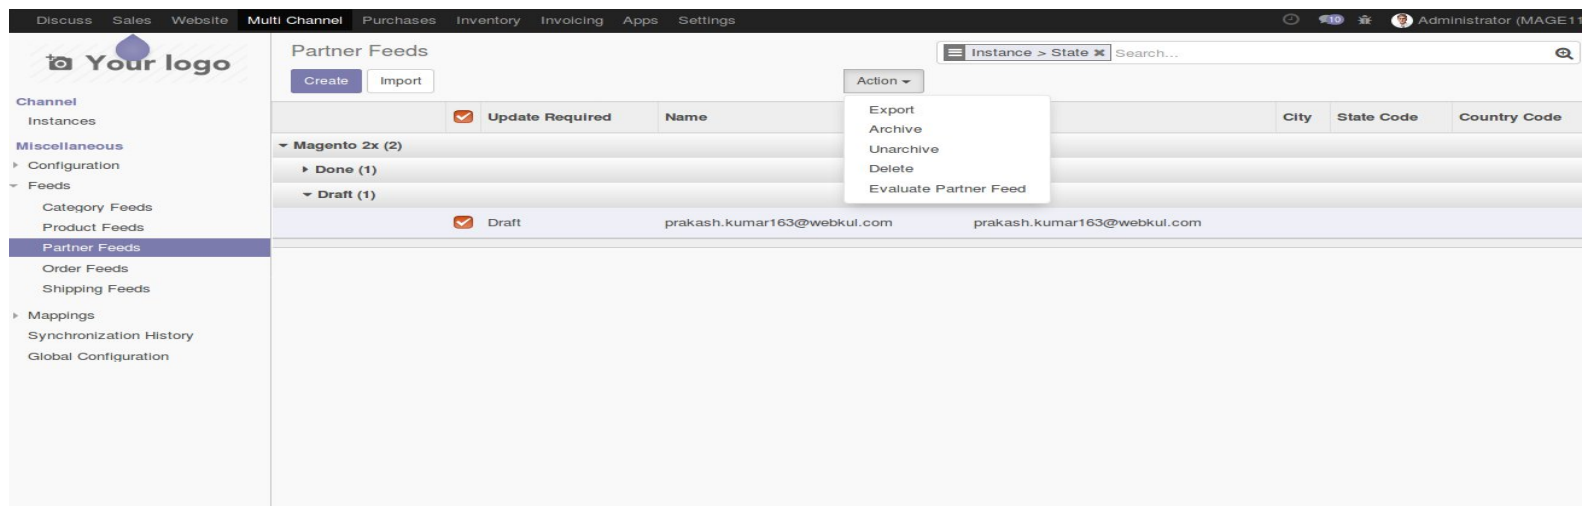 Discuss Sales Website Multi Channel Purchases Inventory Invoicing Apps Settings 10 Administrator (MAGE11
Your logo
Partner Feeds
Instance > State ✖ Search...
Create Import Action
Channel
Instances
Miscellaneous
Configuration
Feeds
Category Feeds
Product Feeds
Partner Feeds
Order Feeds
Shipping Feeds
Mappings
Synchronization History
Global Configuration
Update Required Name City State Code Country Code
Export
Archive
Unarchive
Delete
Evaluate Partner Feed
Magento 2x (2)
Done (1)
Draft (1)
Draft prakash.kumar163@webkul.com prakash.kumar163@webkul.com